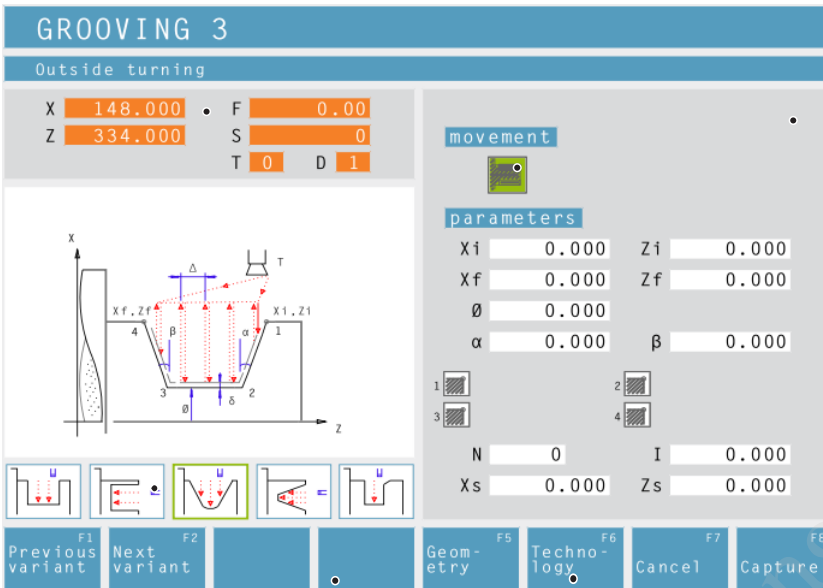 GROOVING 3
Outside turning
X 148.000 F 0.00
Z 334.000 S 0
T 0 D 1
movement
parameters
Xi 0.000 Zi 0.000
Xf 0.000 Zf 0.000
Ø 0.000
α 0.000 β 0.000
1 2
3 4
N 0 I 0.000
Xs 0.000 Zs 0.000
X
Δ T
Xf,Zf Xi,Zi
4 β α 1
3 2
Ø δ
Z
F1 F2 F5 F6 F7 F8
Previous variant
Next variant
Geom-
etry
Techno-
logy
Cancel
Capture